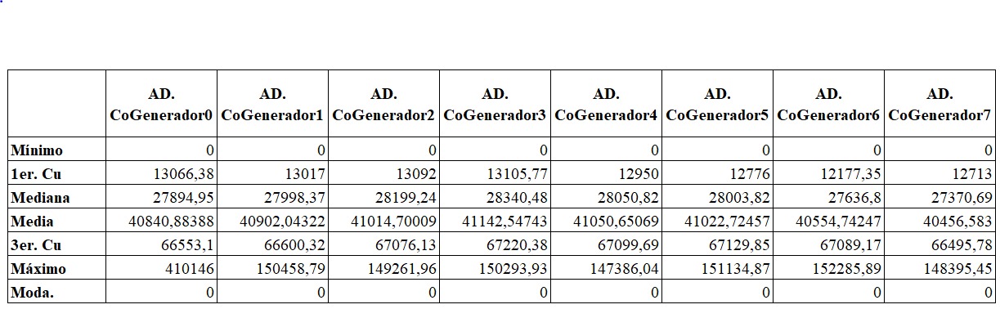 AD. AD. AD. AD. AD. AD. AD. AD.
CoGenerador0 CoGenerador1 CoGenerador2 CoGenerador3 CoGenerador4 CoGenerador5 CoGenerador6 CoGenerador7
Mínimo 0 0 0 0 0 0 0 0
1er. Cu 13066,38 13017 13092 13105,77 12950 12776 12177,35 12713
Mediana 27894,95 27998,37 28199,24 28340,48 28050,82 28003,82 27636,8 27370,69
Media 40840,88388 40902,04322 41014,70009 41142,54743 41050,65069 41022,72457 40554,74247 40456,583
3er. Cu 66553,1 66600,32 67076,13 67220,38 67099,69 67129,85 67089,17 66495,78
Máximo 410146 150458,79 149261,96 150293,93 147386,04 151134,87 152285,89 148395,45
Moda. 0 0 0 0 0 0 0 0